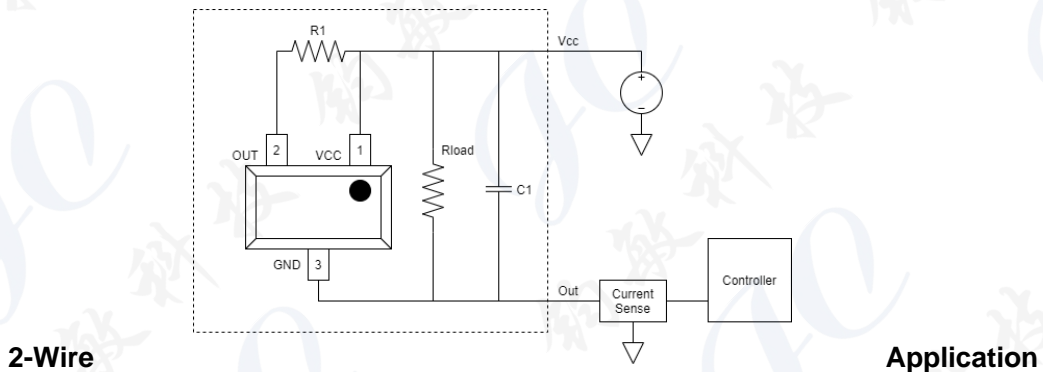 R1
Vcc
+
−
OUT 2 VCC 1
Rload
C1
GND 3
Out
Current
Sense
Controller
2-Wire Application